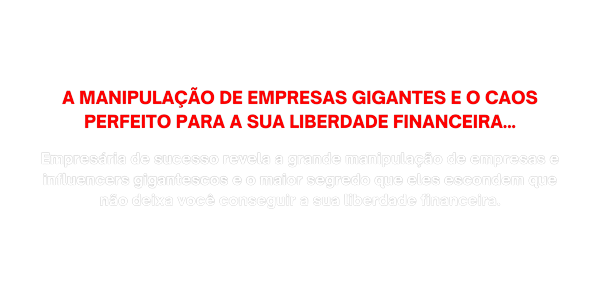 A MANIPULAÇÃO DE EMPRESAS GIGANTES E O CAOS
PERFEITO PARA A SUA LIBERDADE FINANCEIRA...
Empresária de sucesso revela a grande manipulação de empresas e
influencers gigantescos e o maior segredo que eles escondem que
não deixa você conseguir a sua liberdade financeira.